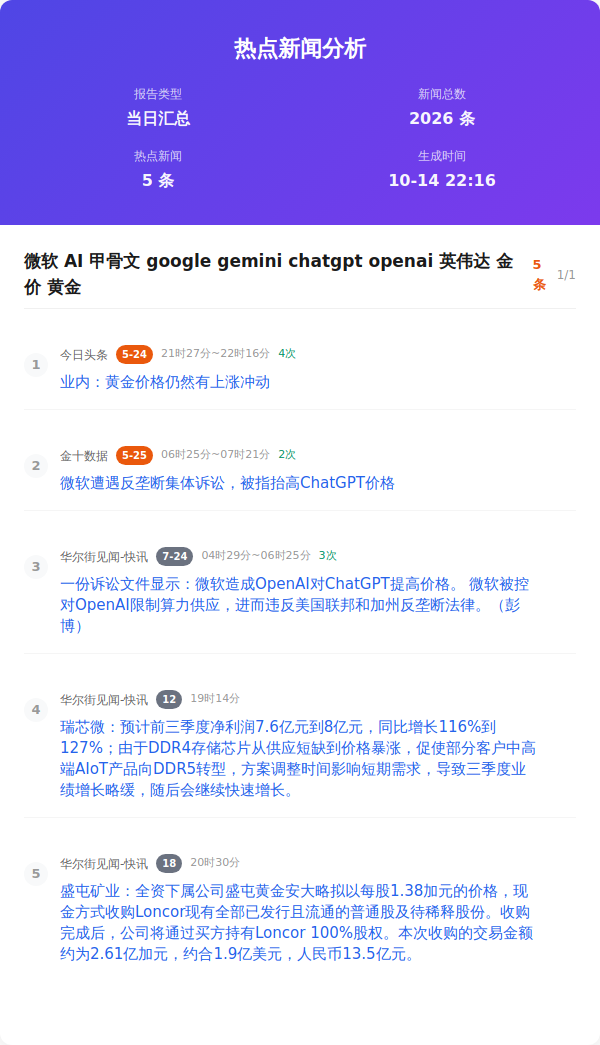 热点新闻分析
报告类型
新闻总数
当日汇总
2026 条
热点新闻
生成时间
5 条
10-14 22:16
微软 AI 甲骨文 google gemini chatgpt openai 英伟达 金
价 黄金
5
条
1/1
1
今日头条 5-24 21时27分~22时16分 4次
业内：黄金价格仍然有上涨冲动
2
金十数据 5-25 06时25分~07时21分 2次
微软遭遇反垄断集体诉讼，被指抬高ChatGPT价格
3
华尔街见闻-快讯 7-24 04时29分~06时25分 3次
一份诉讼文件显示：微软造成OpenAI对ChatGPT提高价格。 微软被控
对OpenAI限制算力供应，进而违反美国联邦和加州反垄断法律。（彭
博）
4
华尔街见闻-快讯 12 19时14分
瑞芯微：预计前三季度净利润7.6亿元到8亿元，同比增长116%到
127%；由于DDR4存储芯片从供应短缺到价格暴涨，促使部分客户中高
端AIoT产品向DDR5转型，方案调整时间影响短期需求，导致三季度业
绩增长略缓，随后会继续快速增长。
5
华尔街见闻-快讯 18 20时30分
盛屯矿业：全资下属公司盛屯黄金安大略拟以每股1.38加元的价格，现
金方式收购Loncor现有全部已发行且流通的普通股及待稀释股份。收购
完成后，公司将通过买方持有Loncor 100%股权。本次收购的交易金额
约为2.61亿加元，约合1.9亿美元，人民币13.5亿元。